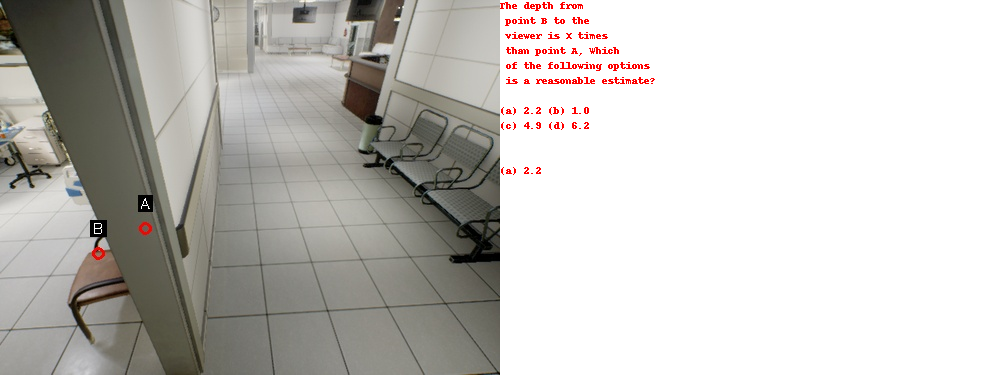 The depth from
point B to the
viewer is X times
than point A, Which
of the following options
is a reasonable estimate?
(a) 2.2 (b) 1.0
(c) 4.9 (d) 6.2
(a) 2.2
A
B